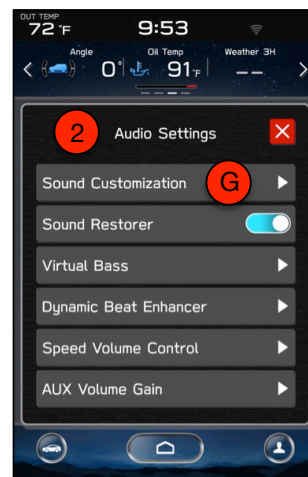 OUT TEMP
72 °F
9:53
Angle
Oil Temp
Weather 3H
0°
91°F
--
2
Audio Settings
Sound Customization
G
Sound Restorer
Virtual Bass
Dynamic Beat Enhancer
Speed Volume Control
AUX Volume Gain